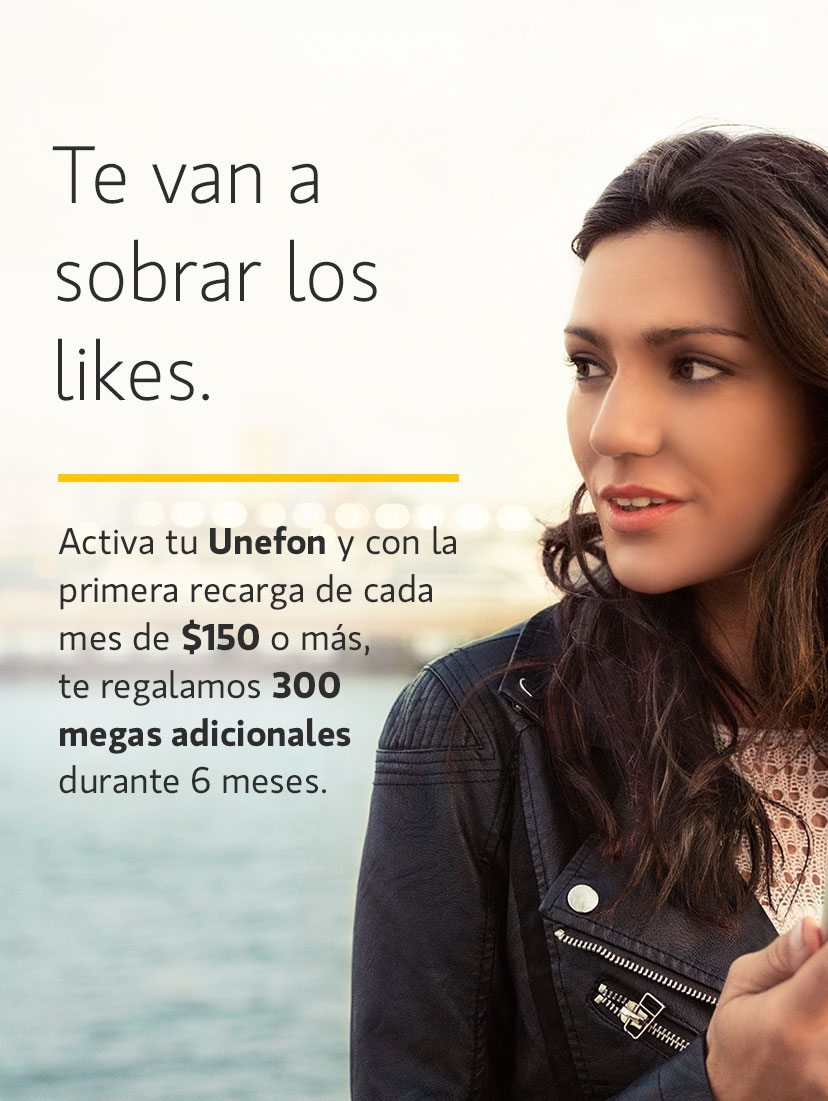 Te van a
sobrar los
likes.
Activa tu Unefon y con la
primera recarga de cada
mes de $150 o más,
te regalamos 300
megas adicionales
durante 6 meses.